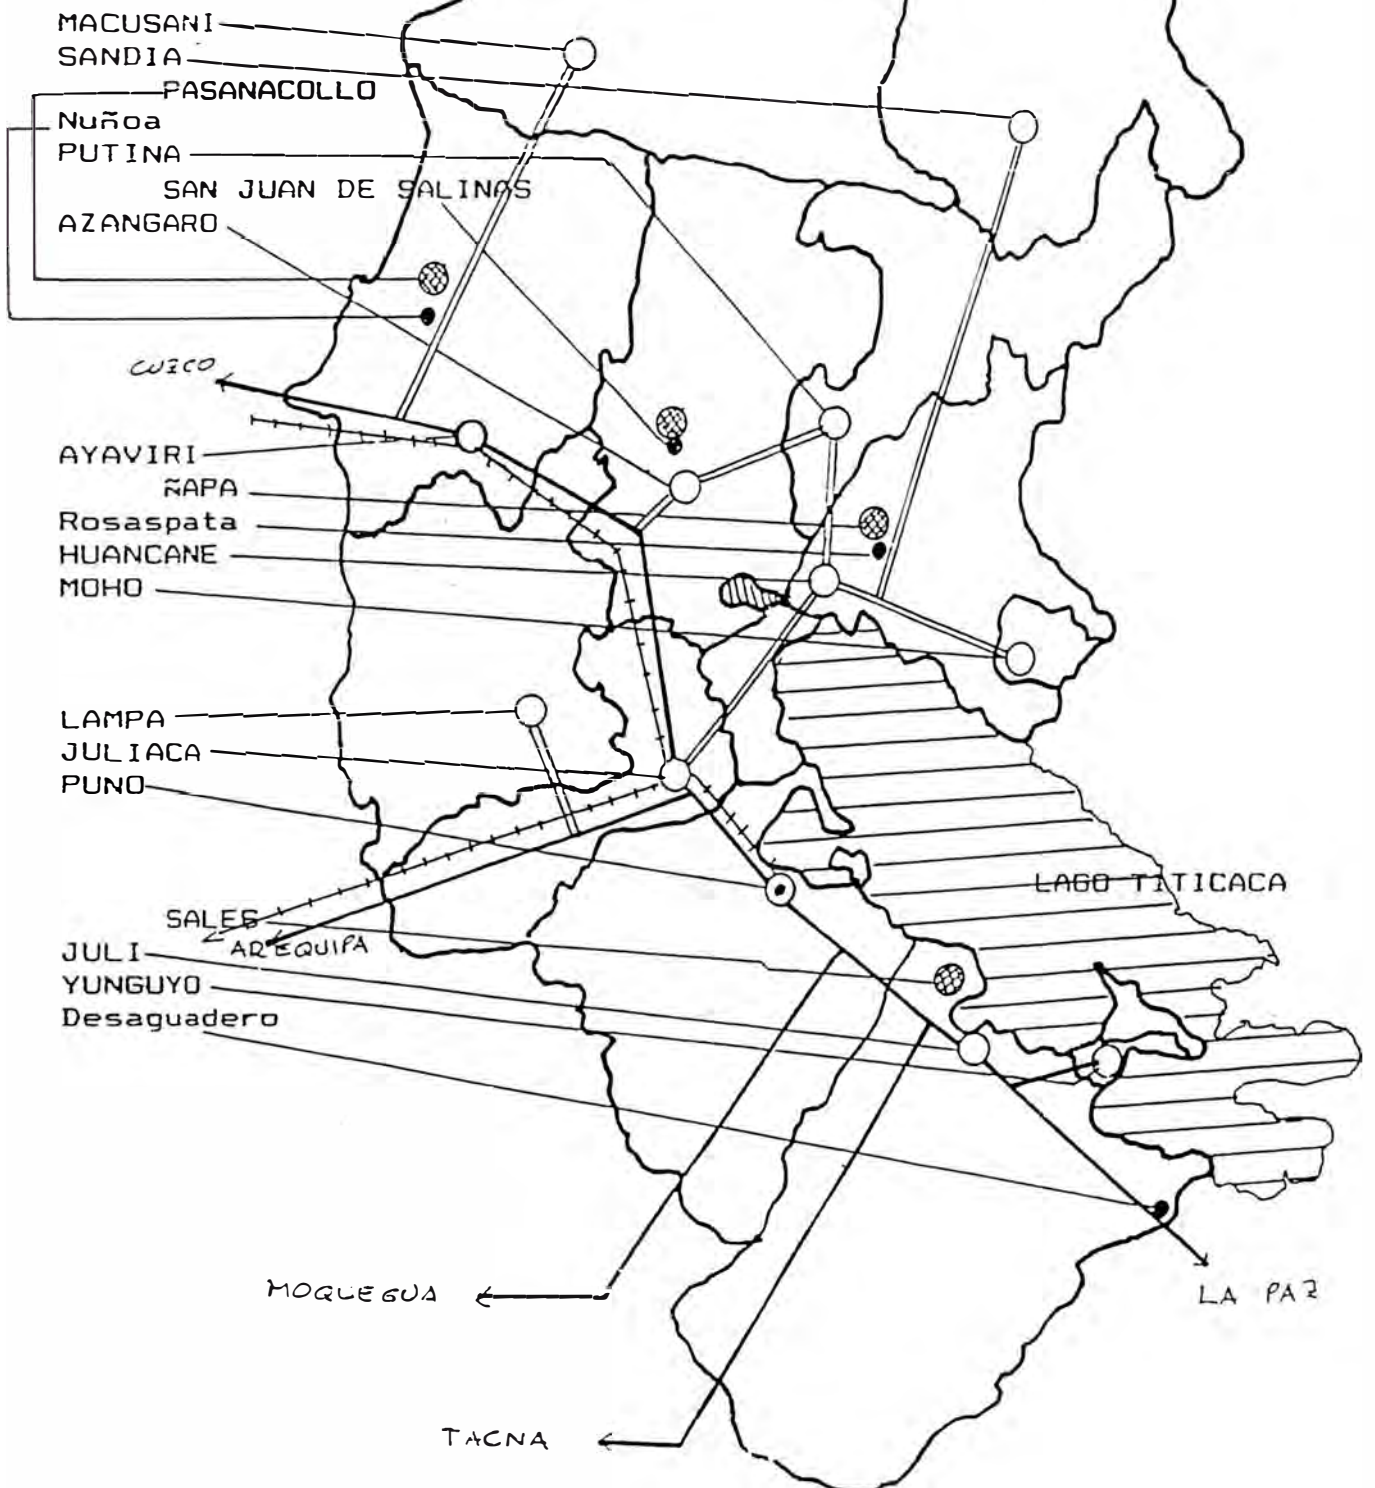 MACUSANI
SANDIA
PASANACOLLO
Nuñoa
PUTINA
SAN JUAN DE SALINAS
AZANGARO
CUZCO
AYAVIRI
ÑAPA
Rosaspata
HUANCANE
MOHO
LAMPA
JULIACA
PUNO
LAGO TITICACA
SALES
AREQUIPA
JULI
YUNGUYO
Desaguadero
MOQUEGUA
LA PAZ
TACNA